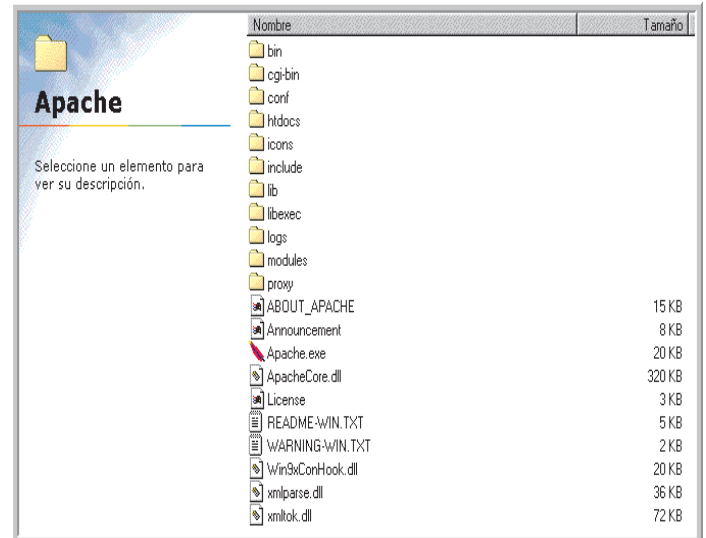 Apache
Seleccione un elemento para
ver su descripción.
Nombre Tamaño
bin
cgi-bin
conf
htdocs
icons
include
lib
libexec
logs
modules
proxy
ABOUT_APACHE 15 KB
Announcement 8 KB
Apache.exe 20 KB
ApacheCore.dll 320 KB
License 3 KB
README-WIN.TXT 5 KB
WARNING-WIN.TXT 2 KB
Win9xConHook.dll 20 KB
xmlparse.dll 36 KB
xmltok.dll 72 KB